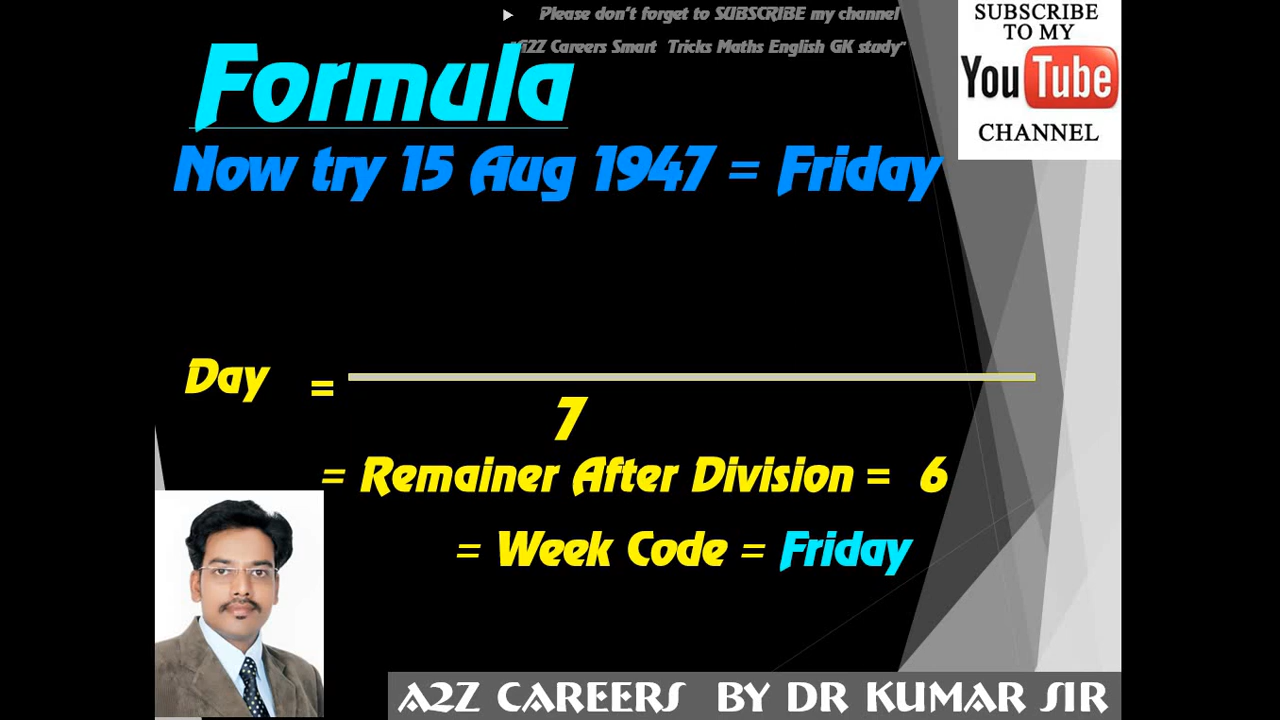 Please don't forget to SUBSCRIBE my channel
"A2Z Careers Smart Tricks Maths English GK study"
SUBSCRIBE
TO MY
YouTube
CHANNEL
Formula
Now try 15 Aug 1947 = Friday
Day =
7
= Remainer After Division = 6
= Week Code = Friday
A2Z CAREERS BY DR KUMAR SIR